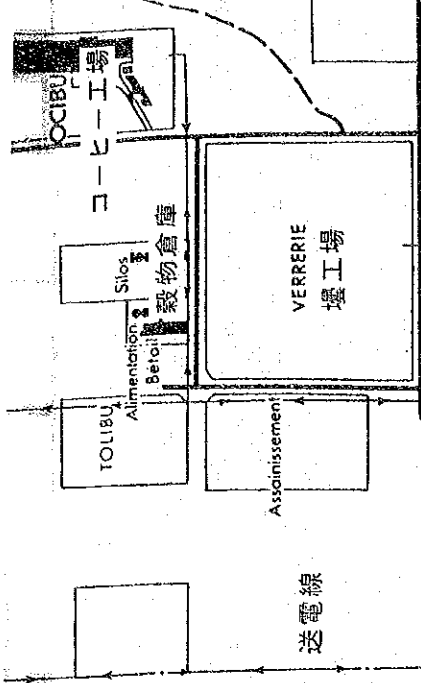 OCIBU
コーヒー工場
Silos
Alimentation
Bétail
穀物倉庫
TOLIBU
VERRERIE
壜工場
Assainissement
送電線